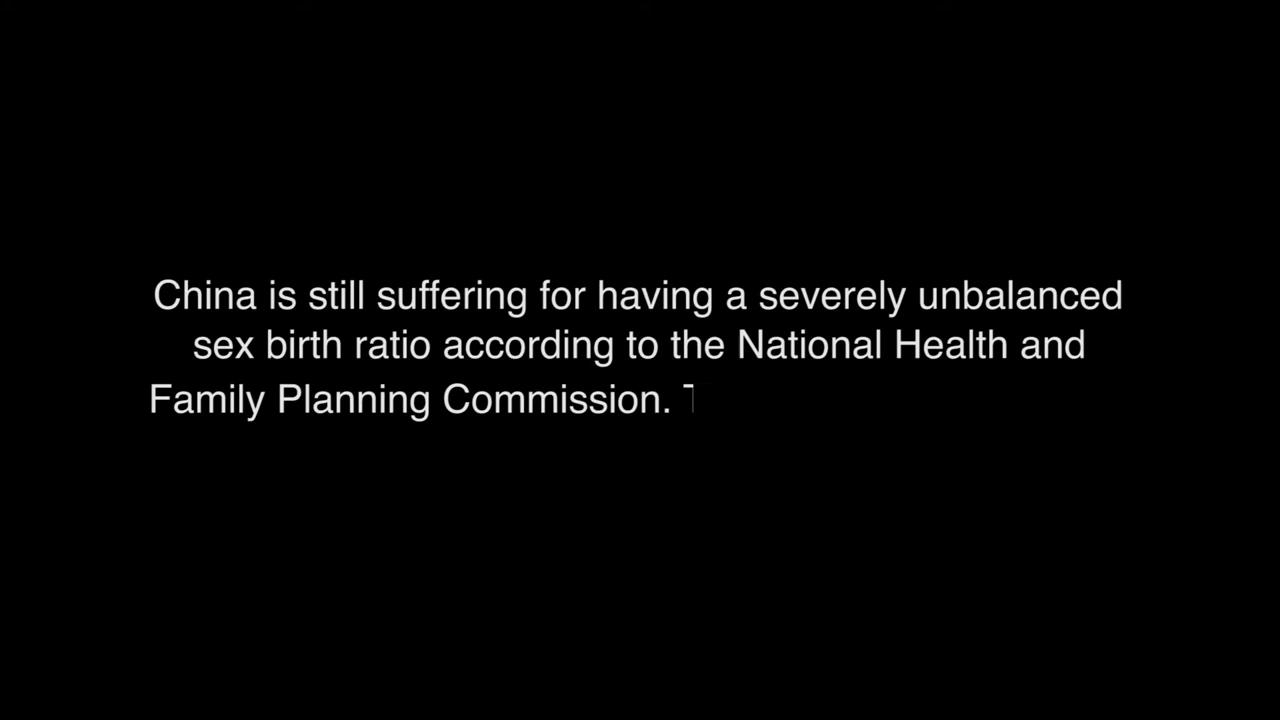 China is still suffering for having a severely unbalanced
sex birth ratio according to the National Health and
Family Planning Commission.